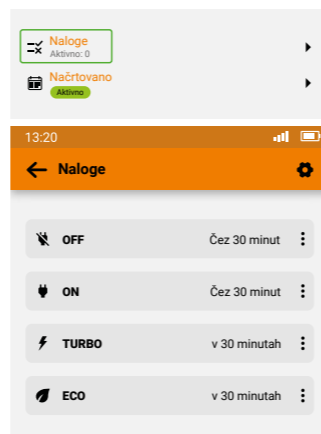 Naloge
Aktivno: 0
Načrtovano
Aktivno
13:20
Naloge
OFF Čez 30 minut
ON Čez 30 minut
TURBO v 30 minutah
ECO v 30 minutah